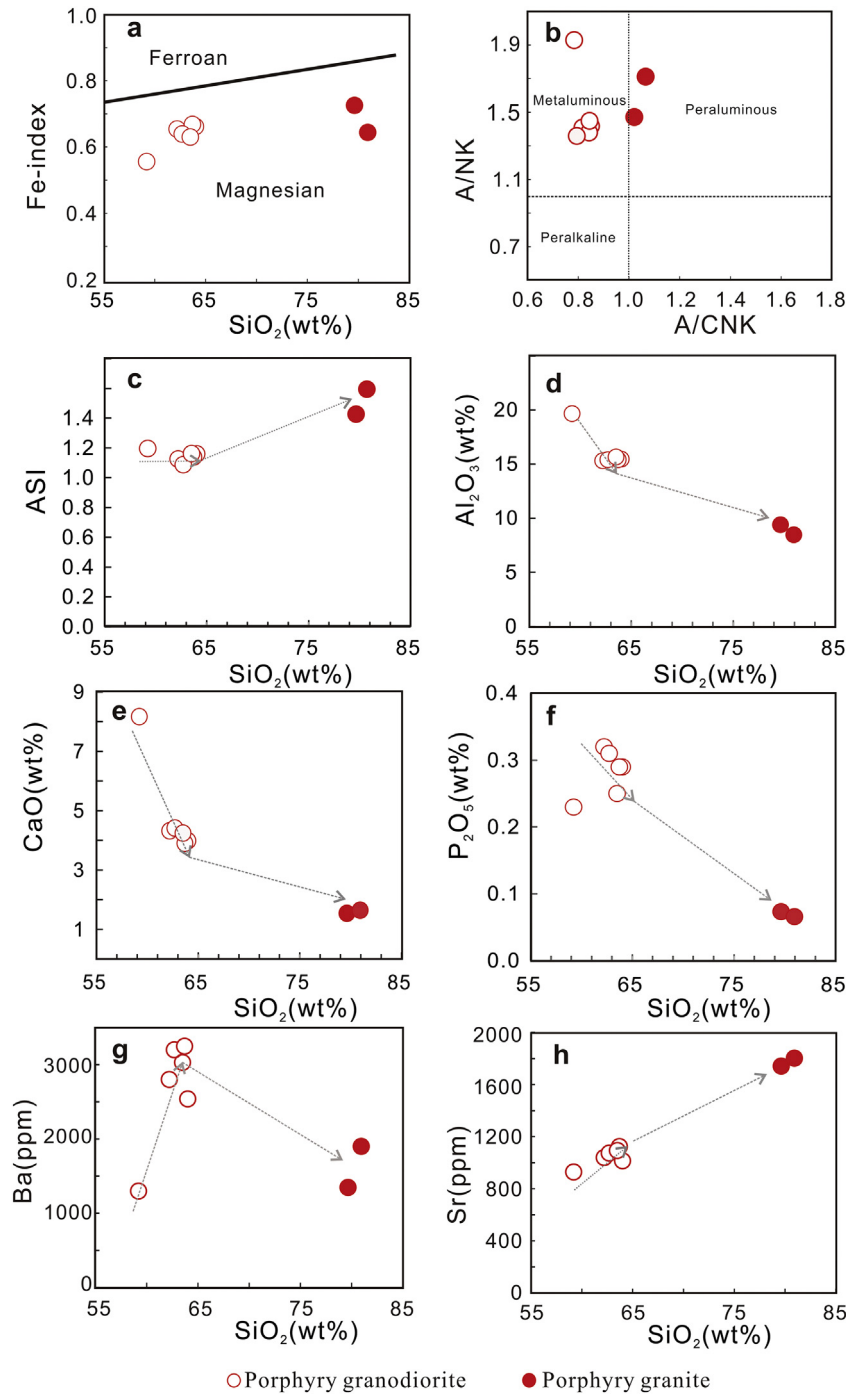 a
Ferroan
Magnesian
Fe-index
1.0
0.8
0.6
0.4
0.2
55 65 75 85
SiO₂(wt%)
b
Metaluminous
Peraluminous
Peralkaline
A/NK
1.9
1.5
1.1
0.7
0.6 0.8 1.0 1.2 1.4 1.6 1.8
A/CNK
c
ASI
1.4
1.2
1.0
0.8
0.6
0.4
0.2
0.0
55 65 75 85
SiO₂(wt%)
d
Al₂O₃(wt%)
20
15
10
5
0
55 65 75 85
SiO₂(wt%)
e
CaO(wt%)
9
7
5
3
1
55 65 75 85
SiO₂(wt%)
f
P₂O₅(wt%)
0.4
0.3
0.2
0.1
0.0
55 65 75 85
SiO₂(wt%)
g
Ba(ppm)
3000
2000
1000
0
55 65 75 85
SiO₂(wt%)
h
Sr(ppm)
2000
1600
1200
800
400
0
55 65 75 85
SiO₂(wt%)
Porphyry granodiorite
Porphyry granite